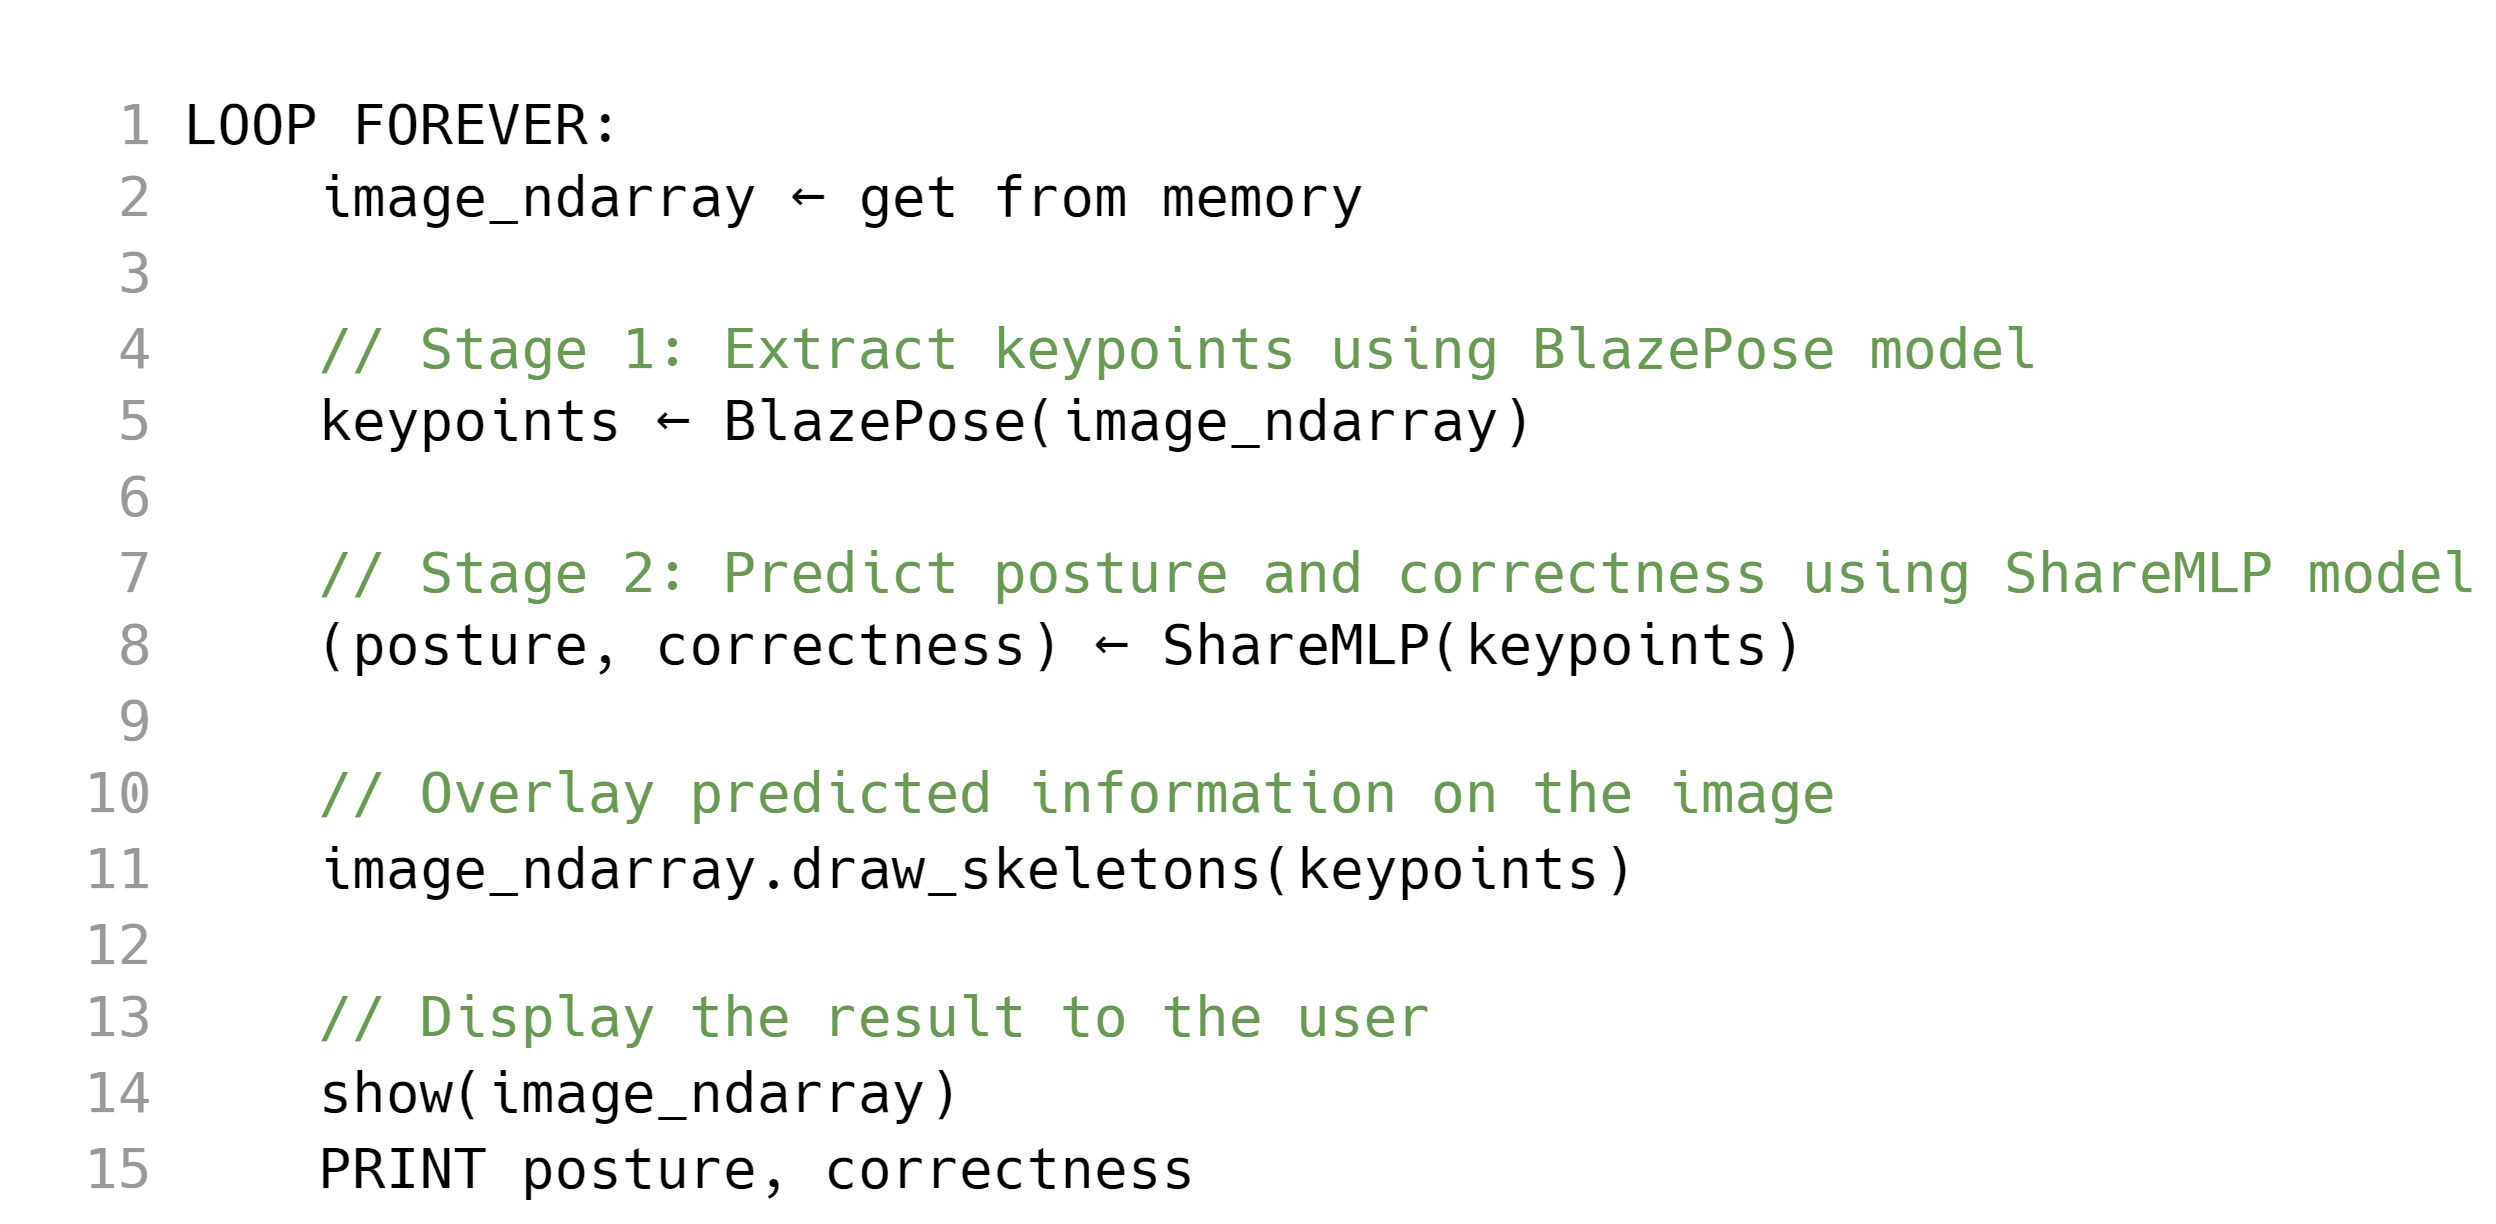 1 LOOP FOREVER:
2     image_ndarray ← get from memory
3
4     // Stage 1: Extract keypoints using BlazePose model
5     keypoints ← BlazePose(image_ndarray)
6
7     // Stage 2: Predict posture and correctness using ShareMLP model
8     (posture, correctness) ← ShareMLP(keypoints)
9
10     // Overlay predicted information on the image
11     image_ndarray.draw_skeletons(keypoints)
12
13     // Display the result to the user
14     show(image_ndarray)
15     PRINT posture, correctness